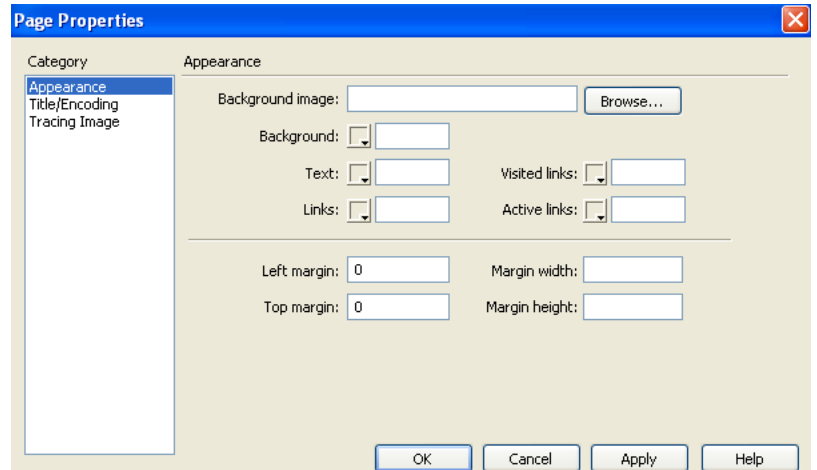 Page Properties
Category
Appearance
Title/Encoding
Tracing Image
Appearance
Background image: Browse...
Background:
Text: Visited links:
Links: Active links:
Left margin: 0 Margin width:
Top margin: 0 Margin height:
OK Cancel Apply Help